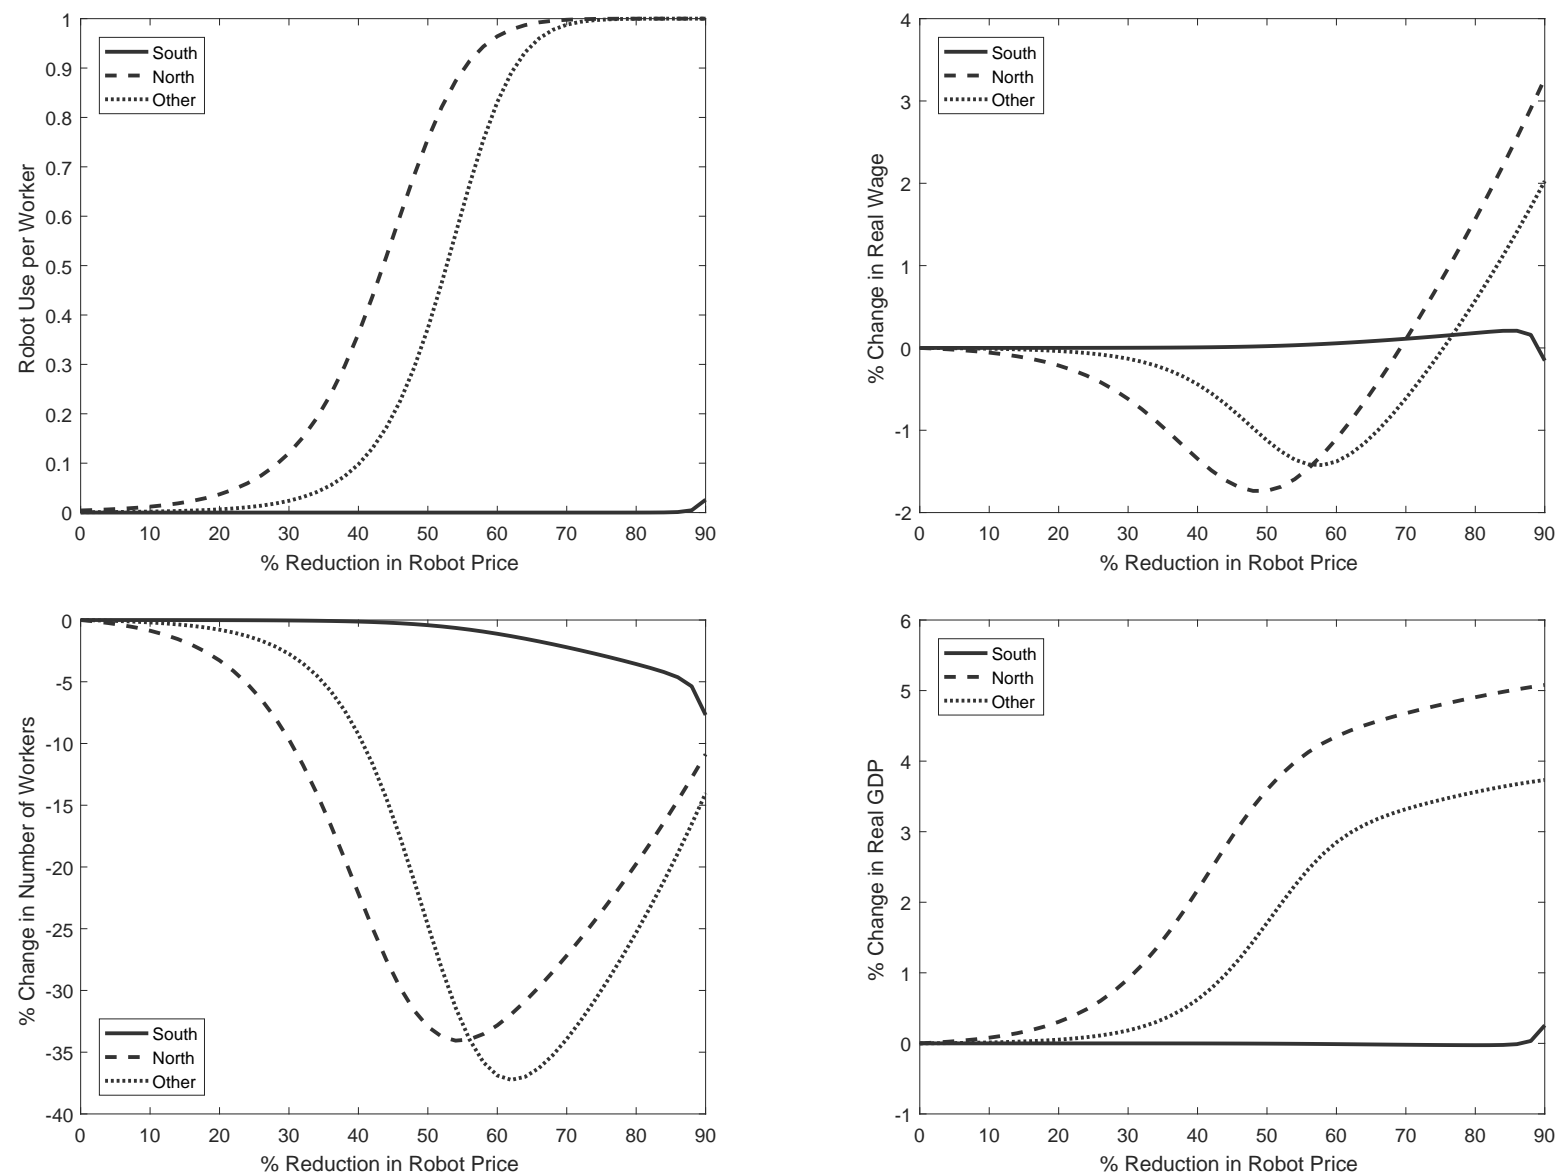 1
0.9
0.8
0.7
0.6
0.5
0.4
0.3
0.2
0.1
0
Robot Use per Worker
South
North
Other
0 10 20 30 40 50 60 70 80 90
% Reduction in Robot Price
4
3
2
1
0
-1
-2
% Change in Real Wage
South
North
Other
0 10 20 30 40 50 60 70 80 90
% Reduction in Robot Price
0
-5
-10
-15
-20
-25
-30
-35
-40
% Change in Number of Workers
South
North
Other
0 10 20 30 40 50 60 70 80 90
% Reduction in Robot Price
6
5
4
3
2
1
0
-1
% Change in Real GDP
South
North
Other
0 10 20 30 40 50 60 70 80 90
% Reduction in Robot Price